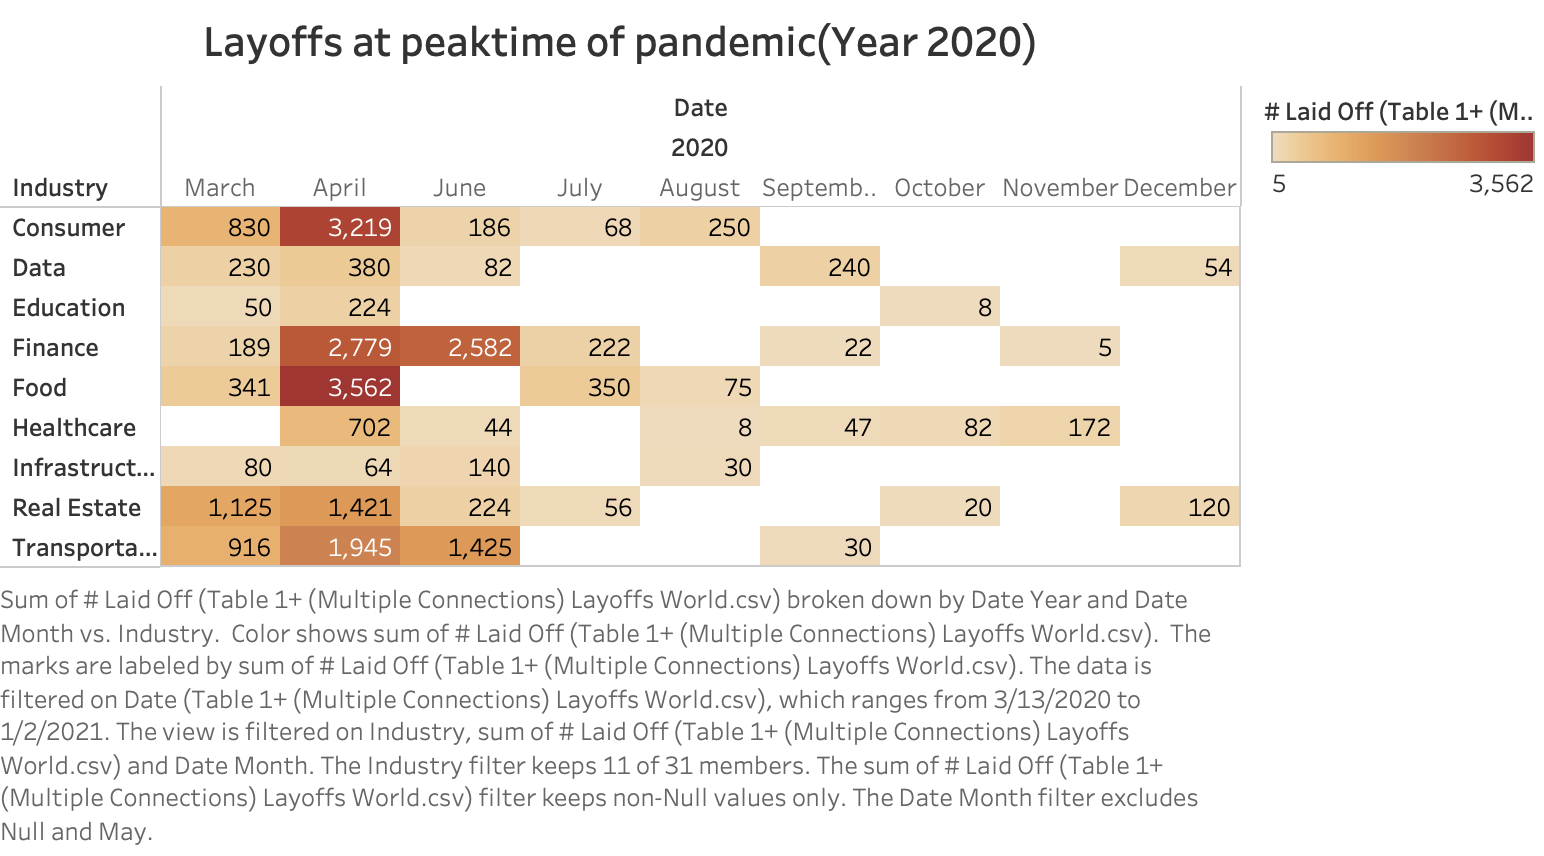 Layoffs at peaktime of pandemic(Year 2020)
Date
2020
Industry March April June July August Septemb.. October November December
Consumer 830 3,219 186 68 250
Data 230 380 82 240 54
Education 50 224 8
Finance 189 2,779 2,582 222 22 5
Food 341 3,562 350 75
Healthcare 702 44 8 47 82 172
Infrastruct... 80 64 140 30
Real Estate 1,125 1,421 224 56 20 120
Transporta... 916 1,945 1,425 30
# Laid Off (Table 1+ (M..
5 3,562
Sum of # Laid Off (Table 1+ (Multiple Connections) Layoffs World.csv) broken down by Date Year and Date
Month vs. Industry.  Color shows sum of # Laid Off (Table 1+ (Multiple Connections) Layoffs World.csv).  The
marks are labeled by sum of # Laid Off (Table 1+ (Multiple Connections) Layoffs World.csv). The data is
filtered on Date (Table 1+ (Multiple Connections) Layoffs World.csv), which ranges from 3/13/2020 to
1/2/2021. The view is filtered on Industry, sum of # Laid Off (Table 1+ (Multiple Connections) Layoffs
World.csv) and Date Month. The Industry filter keeps 11 of 31 members. The sum of # Laid Off (Table 1+
(Multiple Connections) Layoffs World.csv) filter keeps non-Null values only. The Date Month filter excludes
Null and May.